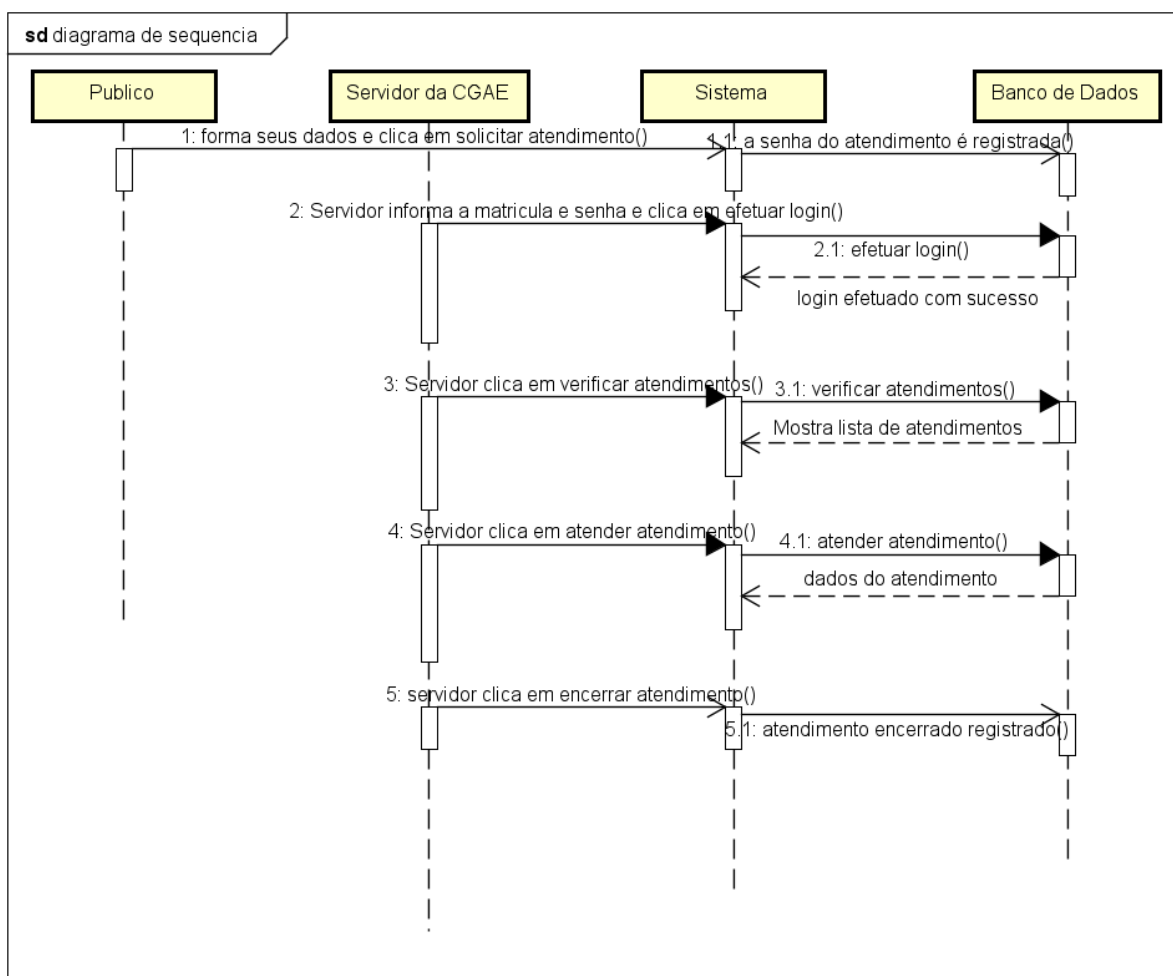 sd diagrama de sequencia
Publico
Servidor da CGAE
Sistema
Banco de Dados
1: forma seus dados e clica em solicitar atendimento()
1.1: a senha do atendimento é registrada()
2: Servidor informa a matricula e senha e clica em efetuar login()
2.1: efetuar login()
login efetuado com sucesso
3: Servidor clica em verificar atendimentos()
3.1: verificar atendimentos()
Mostra lista de atendimentos
4: Servidor clica em atender atendimento()
4.1: atender atendimento()
dados do atendimento
5: servidor clica em encerrar atendimento()
5.1: atendimento encerrado registrado()